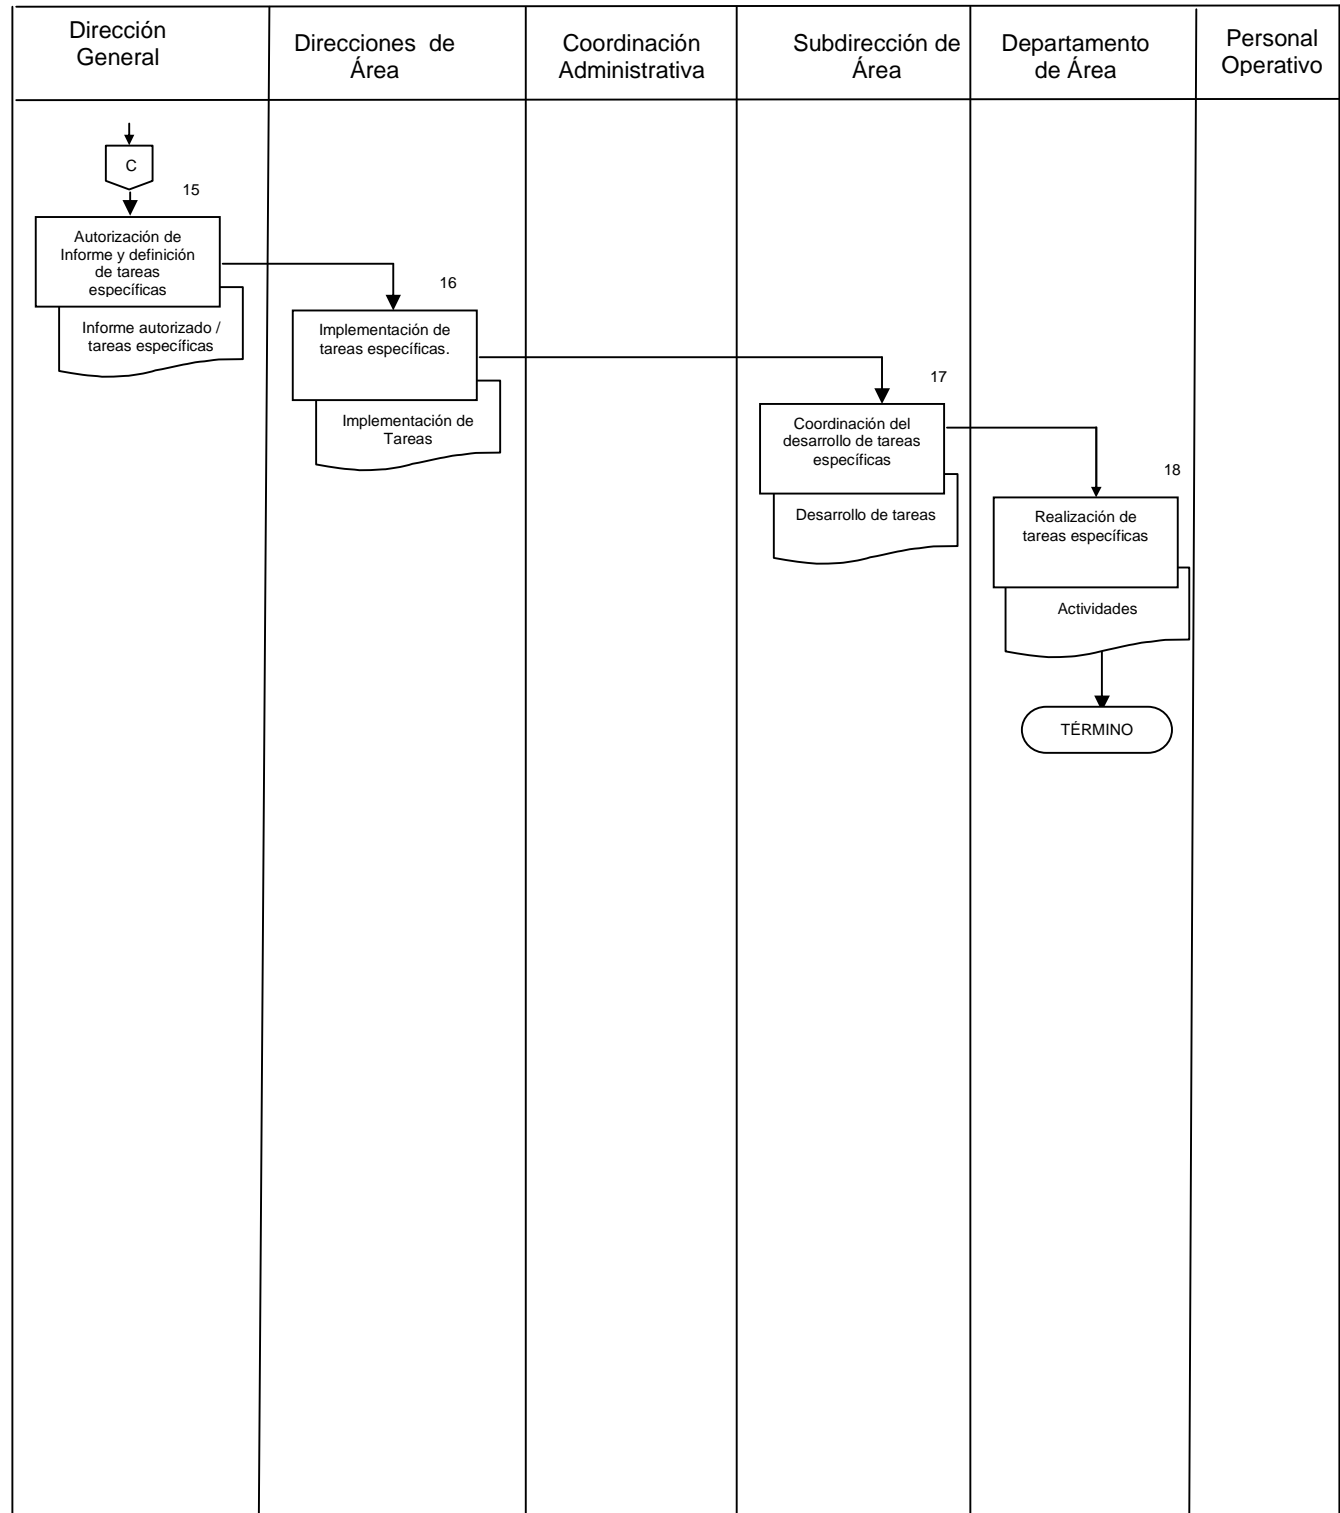 Dirección
General
Direcciones de
Área
Coordinación
Administrativa
Subdirección de
Área
Departamento
de Área
Personal
Operativo
C
15
Autorización de
Informe y definición
de tareas
específicas
Informe autorizado /
tareas específicas
16
Implementación de
tareas específicas.
Implementación de
Tareas
17
Coordinación del
desarrollo de tareas
específicas
Desarrollo de tareas
18
Realización de
tareas específicas
Actividades
TÉRMINO